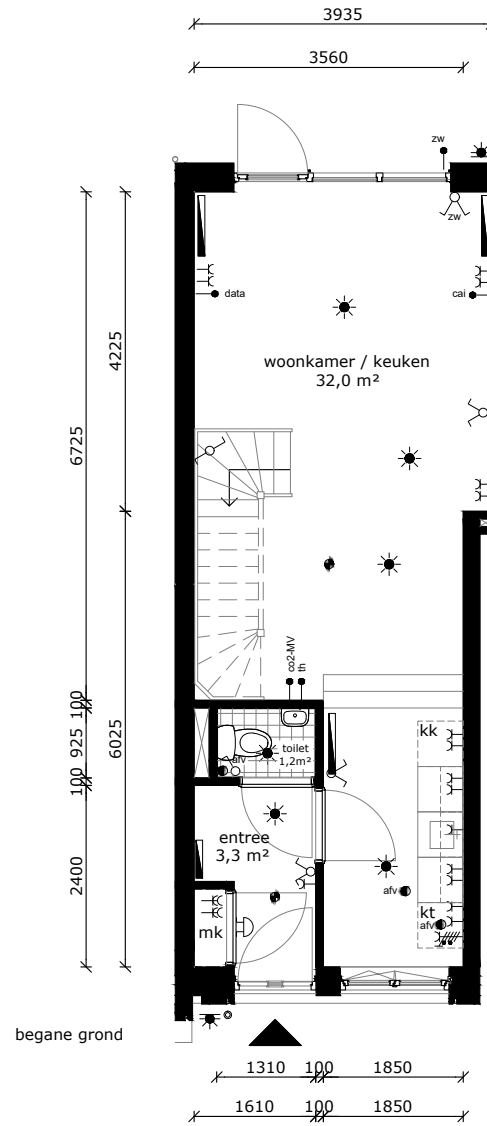 3935
3560
zw
zw
data
cai
woonkamer / keuken
32,0 m²
4225
6725
co2-MV
th
100
925
100
6025
2400
afv
toilet
1,2m²
kk
entree
3,3 m²
afv
kt
afv
mk
begane grond
1310 100 1850
1610 100 1850